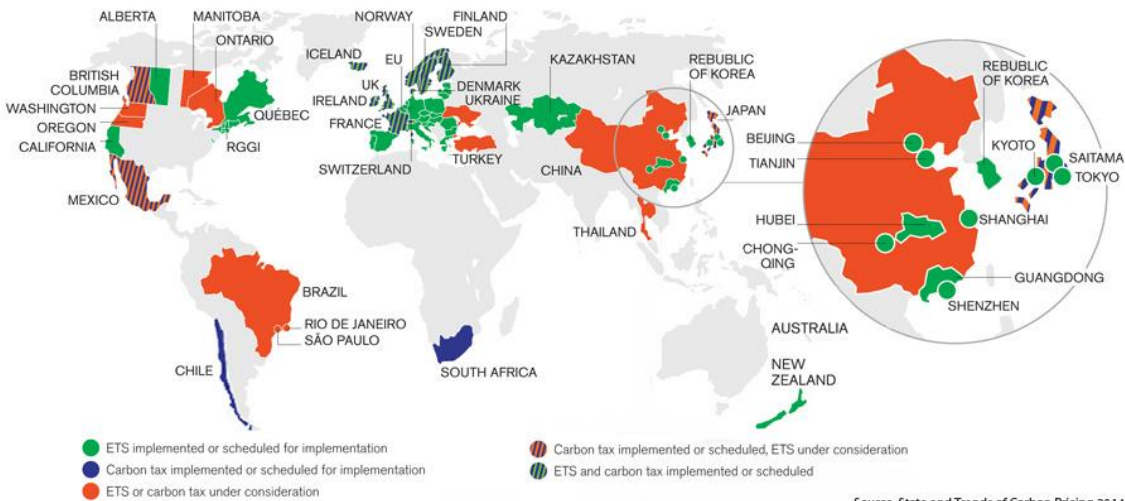 ALBERTA
MANITOBA
ONTARIO
NORWAY
SWEDEN
FINLAND
ICELAND
EU
KAZAKHSTAN
REPUBLIC
OF KOREA
REPUBLIC
OF KOREA
BRITISH
COLUMBIA
UK
DENMARK
UKRAINE
JAPAN
WASHINGTON
IRELAND
QUÉBEC
OREGON
FRANCE
BEIJING
KYOTO
CALIFORNIA
RGGI
TURKEY
TIANJIN
SAITAMA
TOKYO
SWITZERLAND
CHINA
MEXICO
HUBEI
SHANGHAI
THAILAND
CHONG-
QING
GUANGDONG
SHENZHEN
BRAZIL
RIO DE JANEIRO
SÃO PAULO
AUSTRALIA
CHILE
SOUTH AFRICA
NEW
ZEALAND
ETS implemented or scheduled for implementation
Carbon tax implemented or scheduled for implementation
ETS or carbon tax under consideration
Carbon tax implemented or scheduled, ETS under consideration
ETS and carbon tax implemented or scheduled